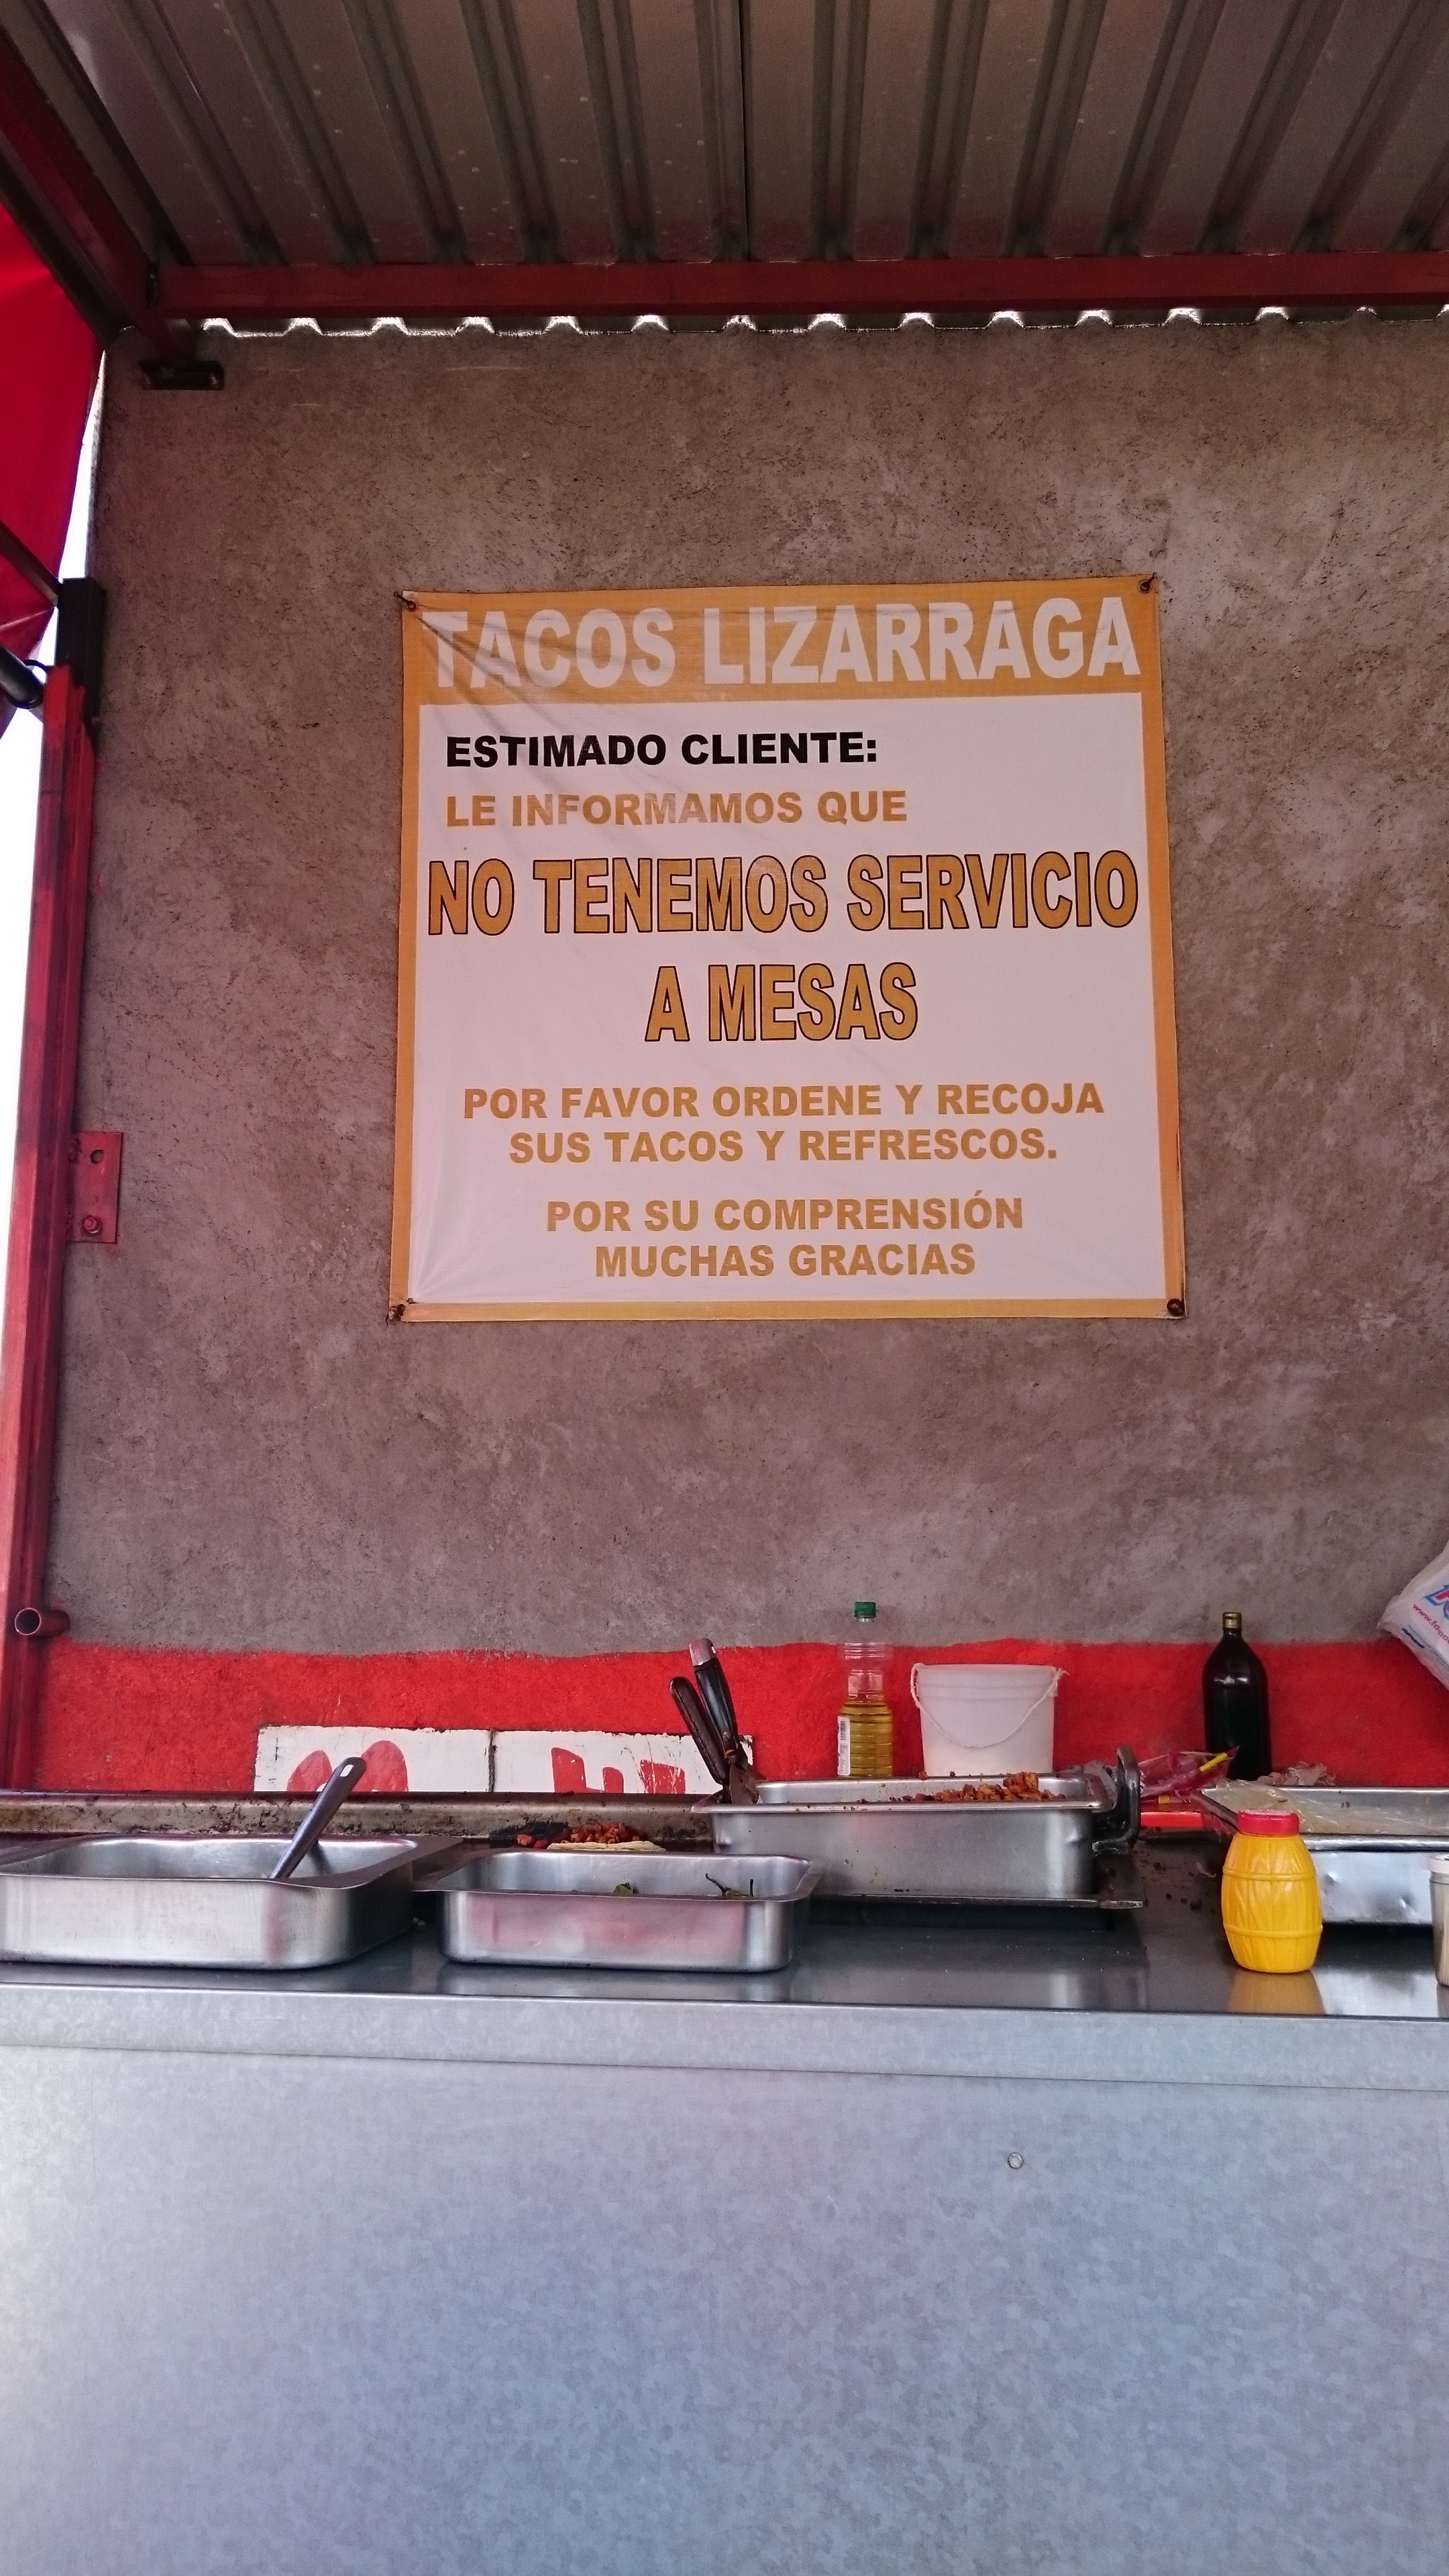 TACOS LIZARRAGA
ESTIMADO CLIENTE:
LE INFORMAMOS QUE
NO TENEMOS SERVICIO
A MESAS
POR FAVOR ORDENE Y RECOJA
SUS TACOS Y REFRESCOS.
POR SU COMPRENSIÓN
MUCHAS GRACIAS